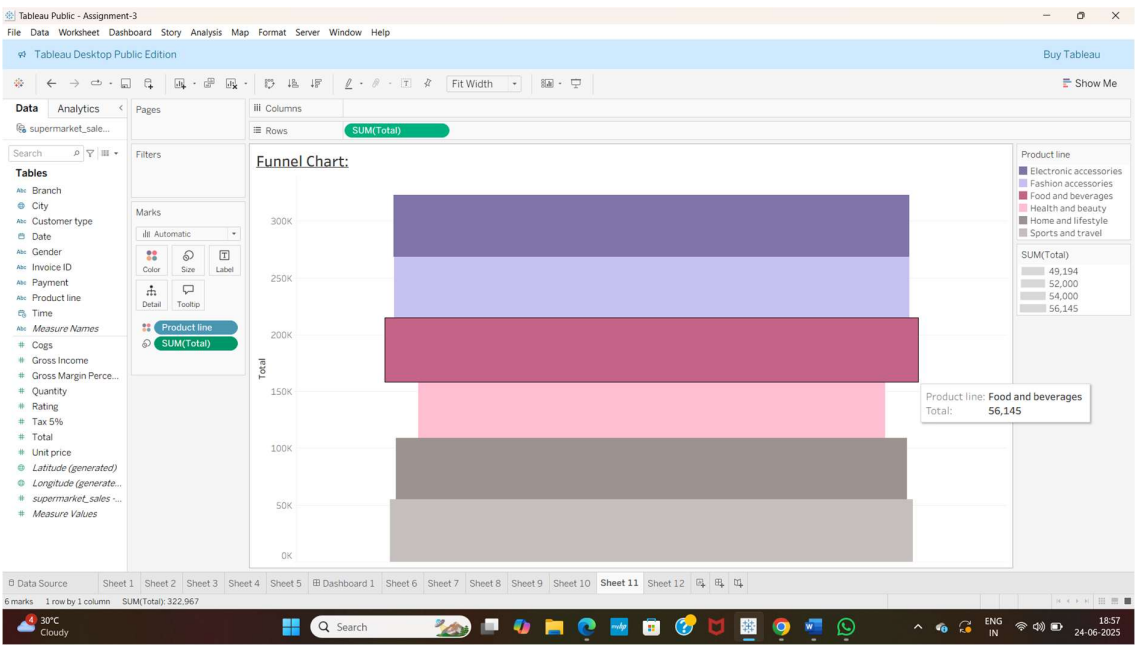 Tableau Public - Assignment-3
File Data Worksheet Dashboard Story Analysis Map Format Server Window Help
Tableau Desktop Public Edition
Buy Tableau
Fit Width
Show Me
Data Analytics
supermarket_sale...
Search
Tables
Abc Branch
City
Abc Customer type
Date
Abc Gender
Abc Invoice ID
Abc Payment
Abc Product line
Time
Abc Measure Names
# Cogs
# Gross Income
# Gross Margin Perce...
# Quantity
# Rating
# Tax 5%
# Total
# Unit price
Latitude (generated)
Longitude (generate...
# supermarket_sales -...
# Measure Values
Pages
Filters
Marks
Automatic
Color Size Label
Detail Tooltip
Product line
SUM(Total)
Columns
Rows
SUM(Total)
Funnel Chart:
Total
300K
250K
200K
150K
100K
50K
0K
Product line: Food and beverages
Total: 56,145
Product line
Electronic accessories
Fashion accessories
Food and beverages
Health and beauty
Home and lifestyle
Sports and travel
SUM(Total)
49,194
52,000
54,000
56,145
Data Source Sheet 1 Sheet 2 Sheet 3 Sheet 4 Sheet 5 Dashboard 1 Sheet 6 Sheet 7 Sheet 8 Sheet 9 Sheet 10 Sheet 11 Sheet 12
6 marks 1 row by 1 column SUM(Total): 322,967
4
30°C
Cloudy
Search
ENG
IN
18:57
24-06-2025